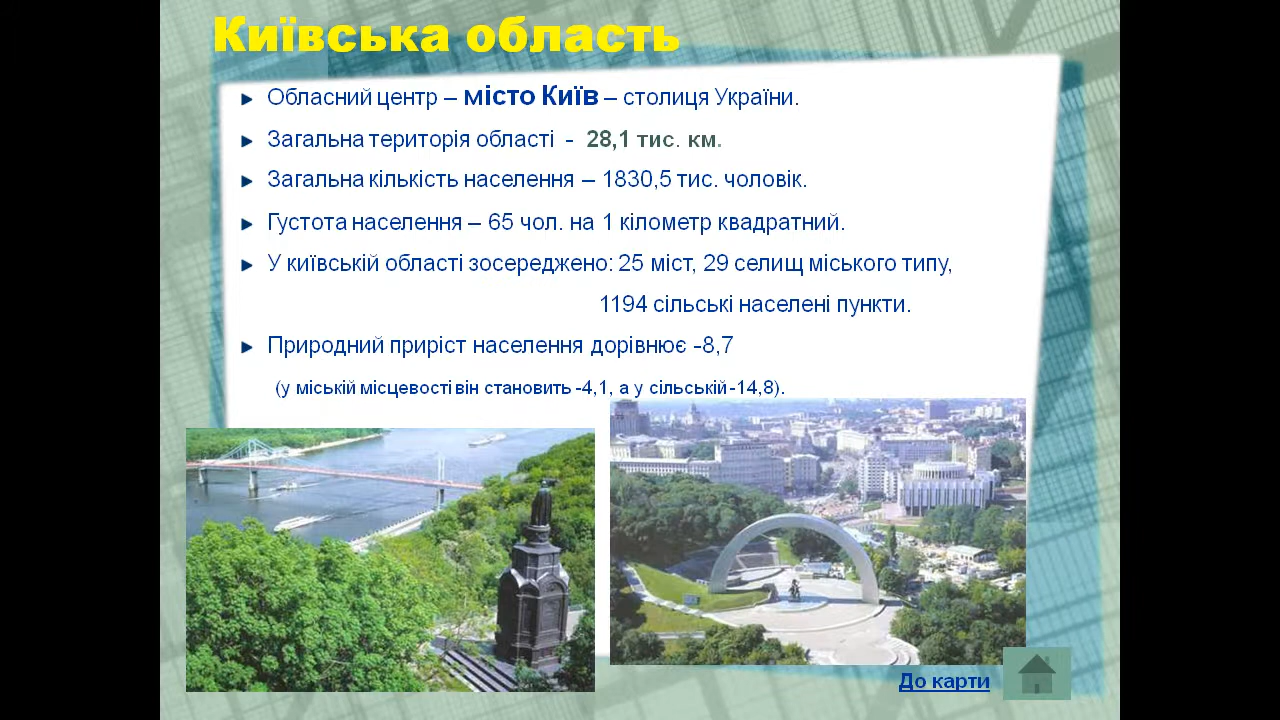 Київська область
Обласний центр – місто Київ – столиця України.
Загальна територія області - 28,1 тис. км.
Загальна кількість населення – 1830,5 тис. чоловік.
Густота населення – 65 чол. на 1 кілометр квадратний.
У київській області зосереджено: 25 міст, 29 селищ міського типу,
1194 сільські населені пункти.
Природний приріст населення дорівнює -8,7
(у міській місцевості він становить -4,1, а у сільській -14,8).
До карти